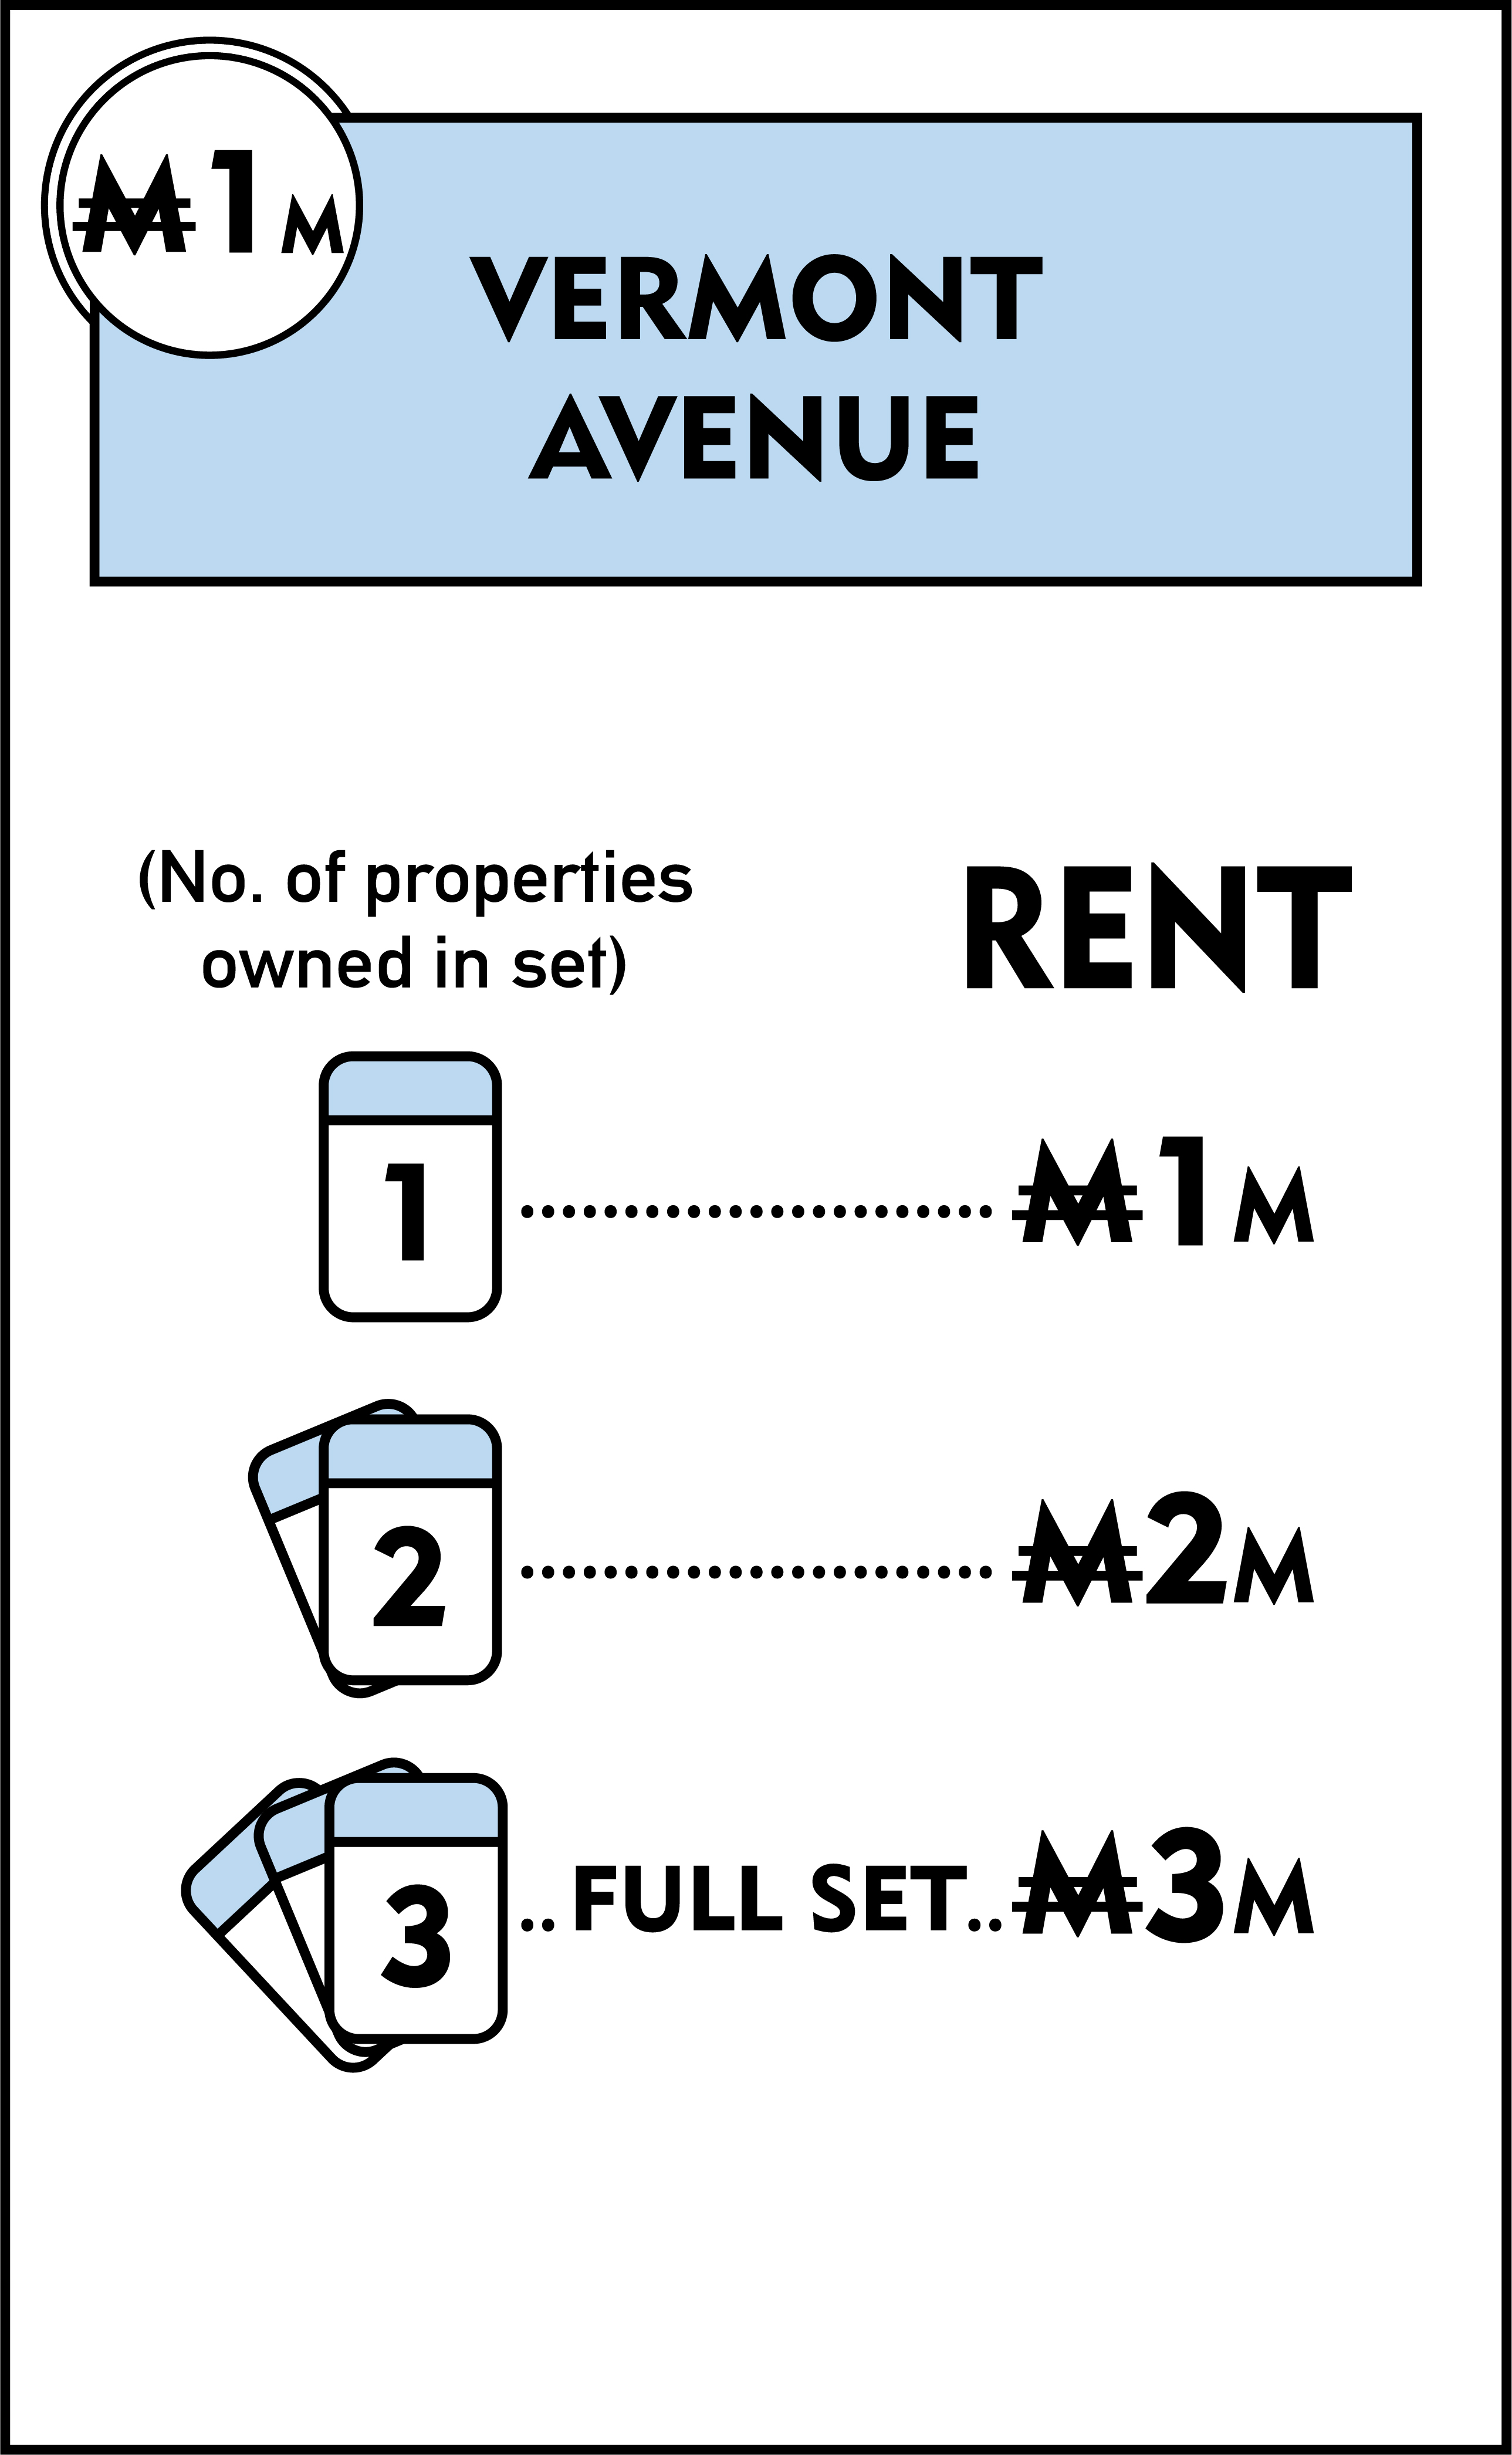 ₩1M
VERMONT
AVENUE
(No. of properties
owned in set)
RENT
1 ....................... ₩1M
2 ....................... ₩2M
3 ..FULL SET.. ₩3M